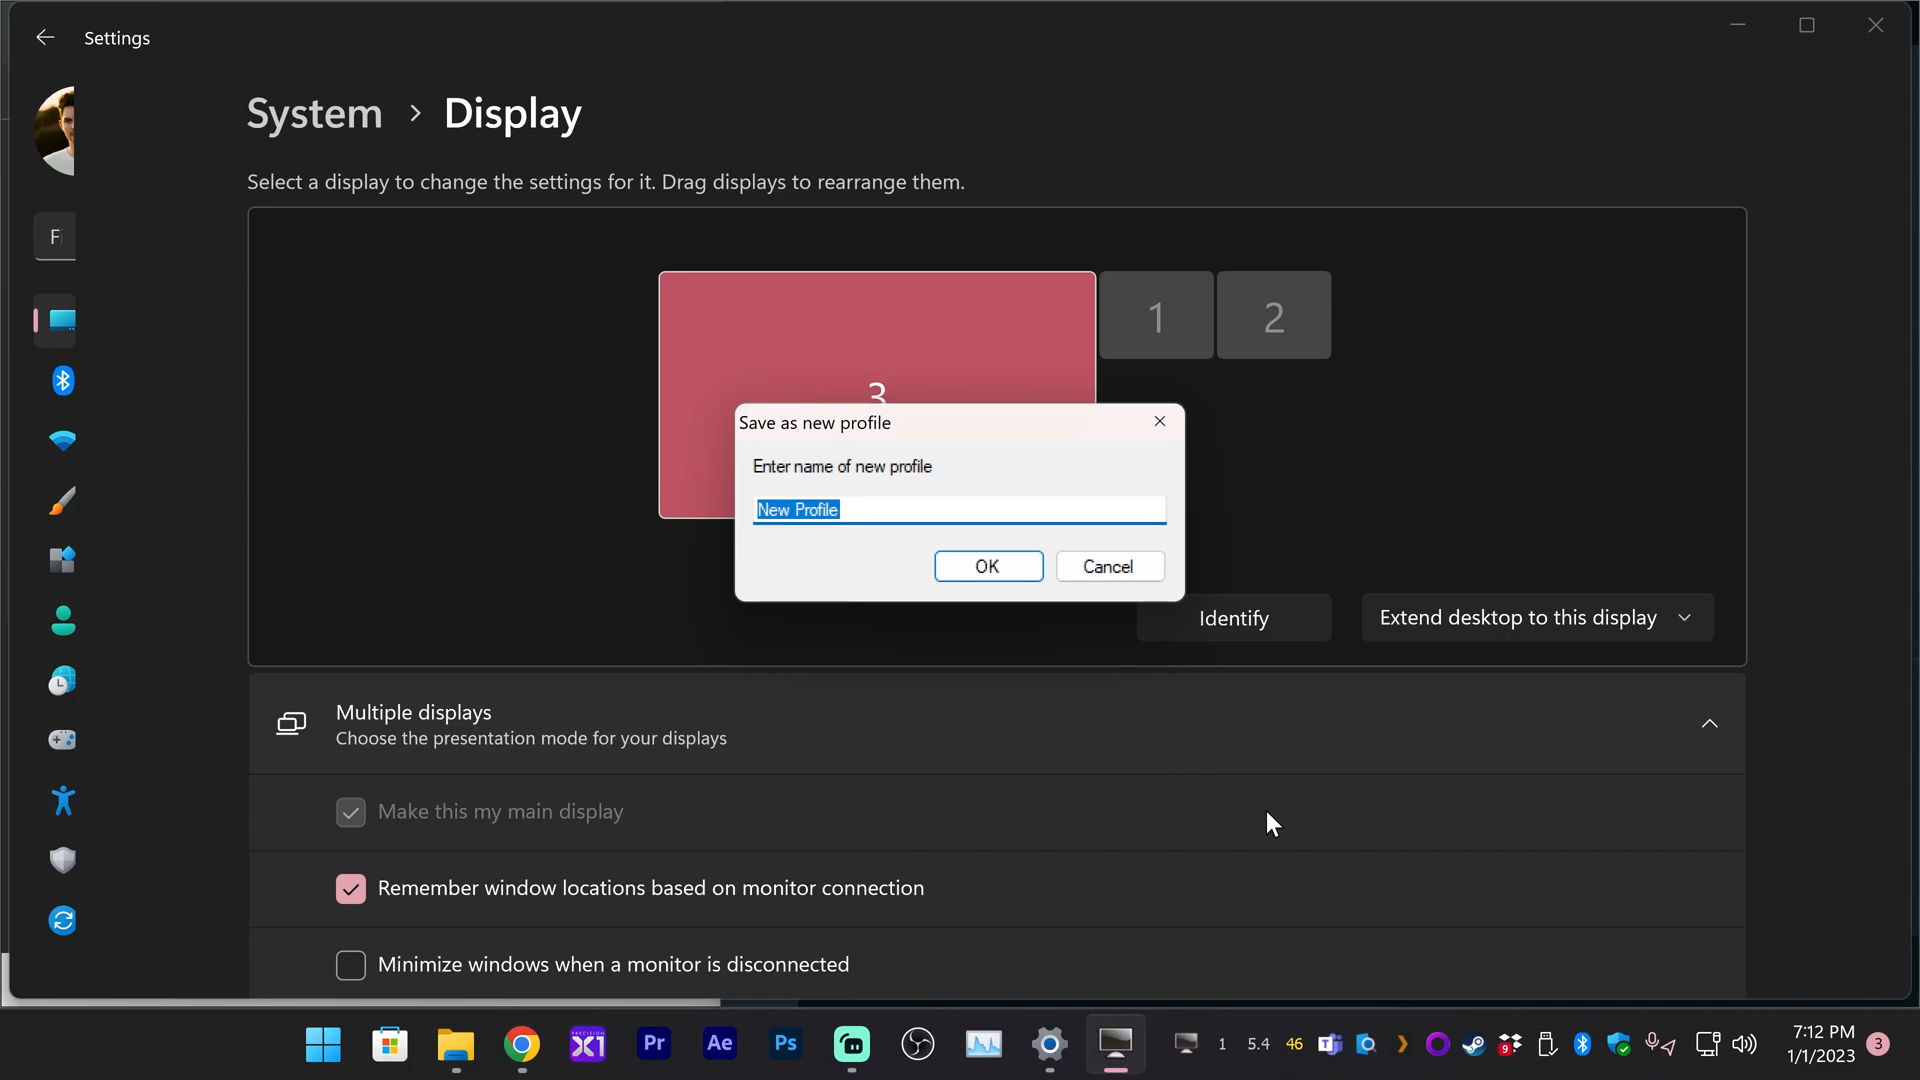 Settings
System > Display
Select a display to change the settings for it. Drag displays to rearrange them.
Fi
1
2
3
Save as new profile
Enter name of new profile
New Profile
OK
Cancel
Identify
Extend desktop to this display
Multiple displays
Choose the presentation mode for your displays
Make this my main display
Remember window locations based on monitor connection
Minimize windows when a monitor is disconnected
PRECISION
X1
Pr
Ae
Ps
1
5.4
46
9
7:12 PM
1/1/2023
3